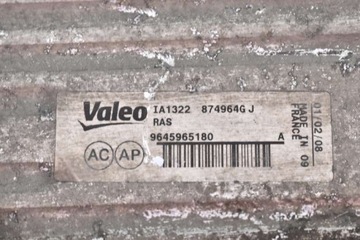 Valeo IA1322 874964G J
RAS
9645965180 A
AC AP
01/02/08
MADE IN 09
FRANCE